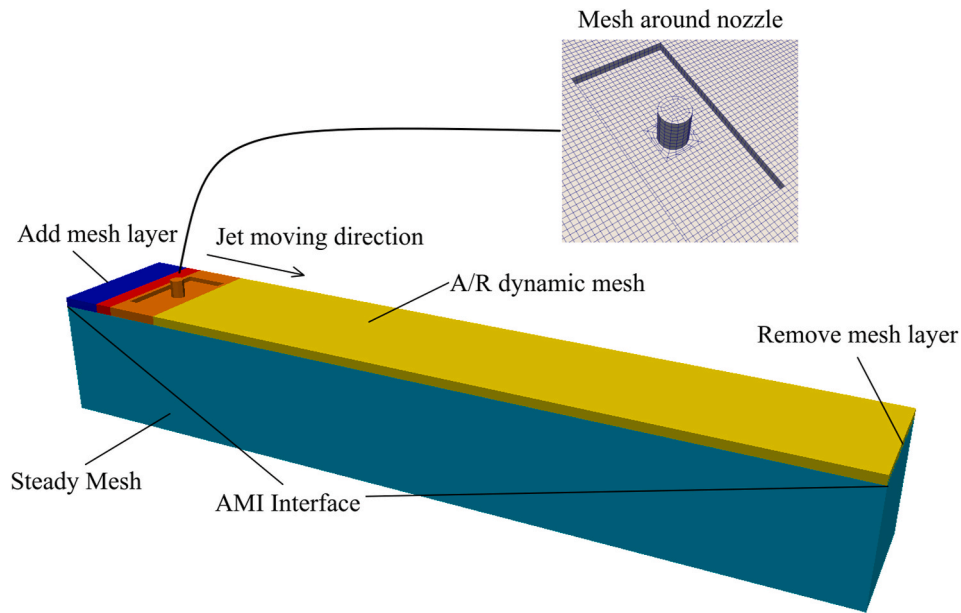 Mesh around nozzle
Add mesh layer
Jet moving direction
A/R dynamic mesh
Remove mesh layer
Steady Mesh
AMI Interface